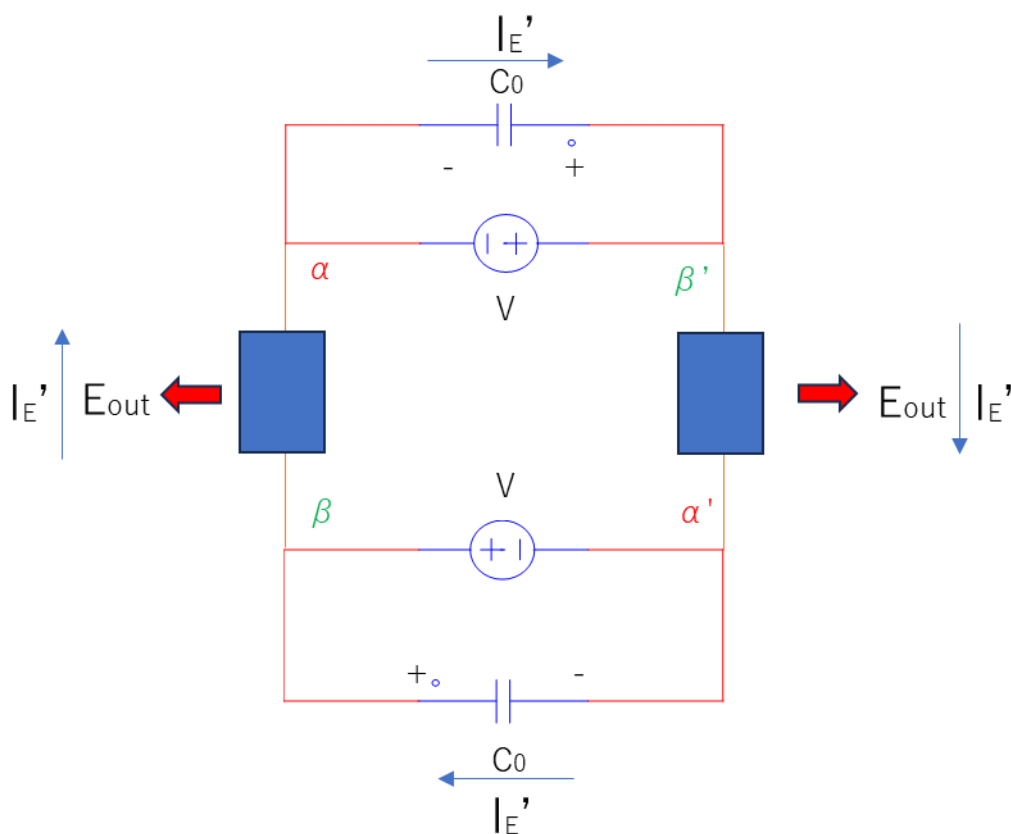 IE’
C0
- +
− +
α β’
V
IE’ Eout Eout IE’
V
β α’
+ −
+ -
C0
IE’